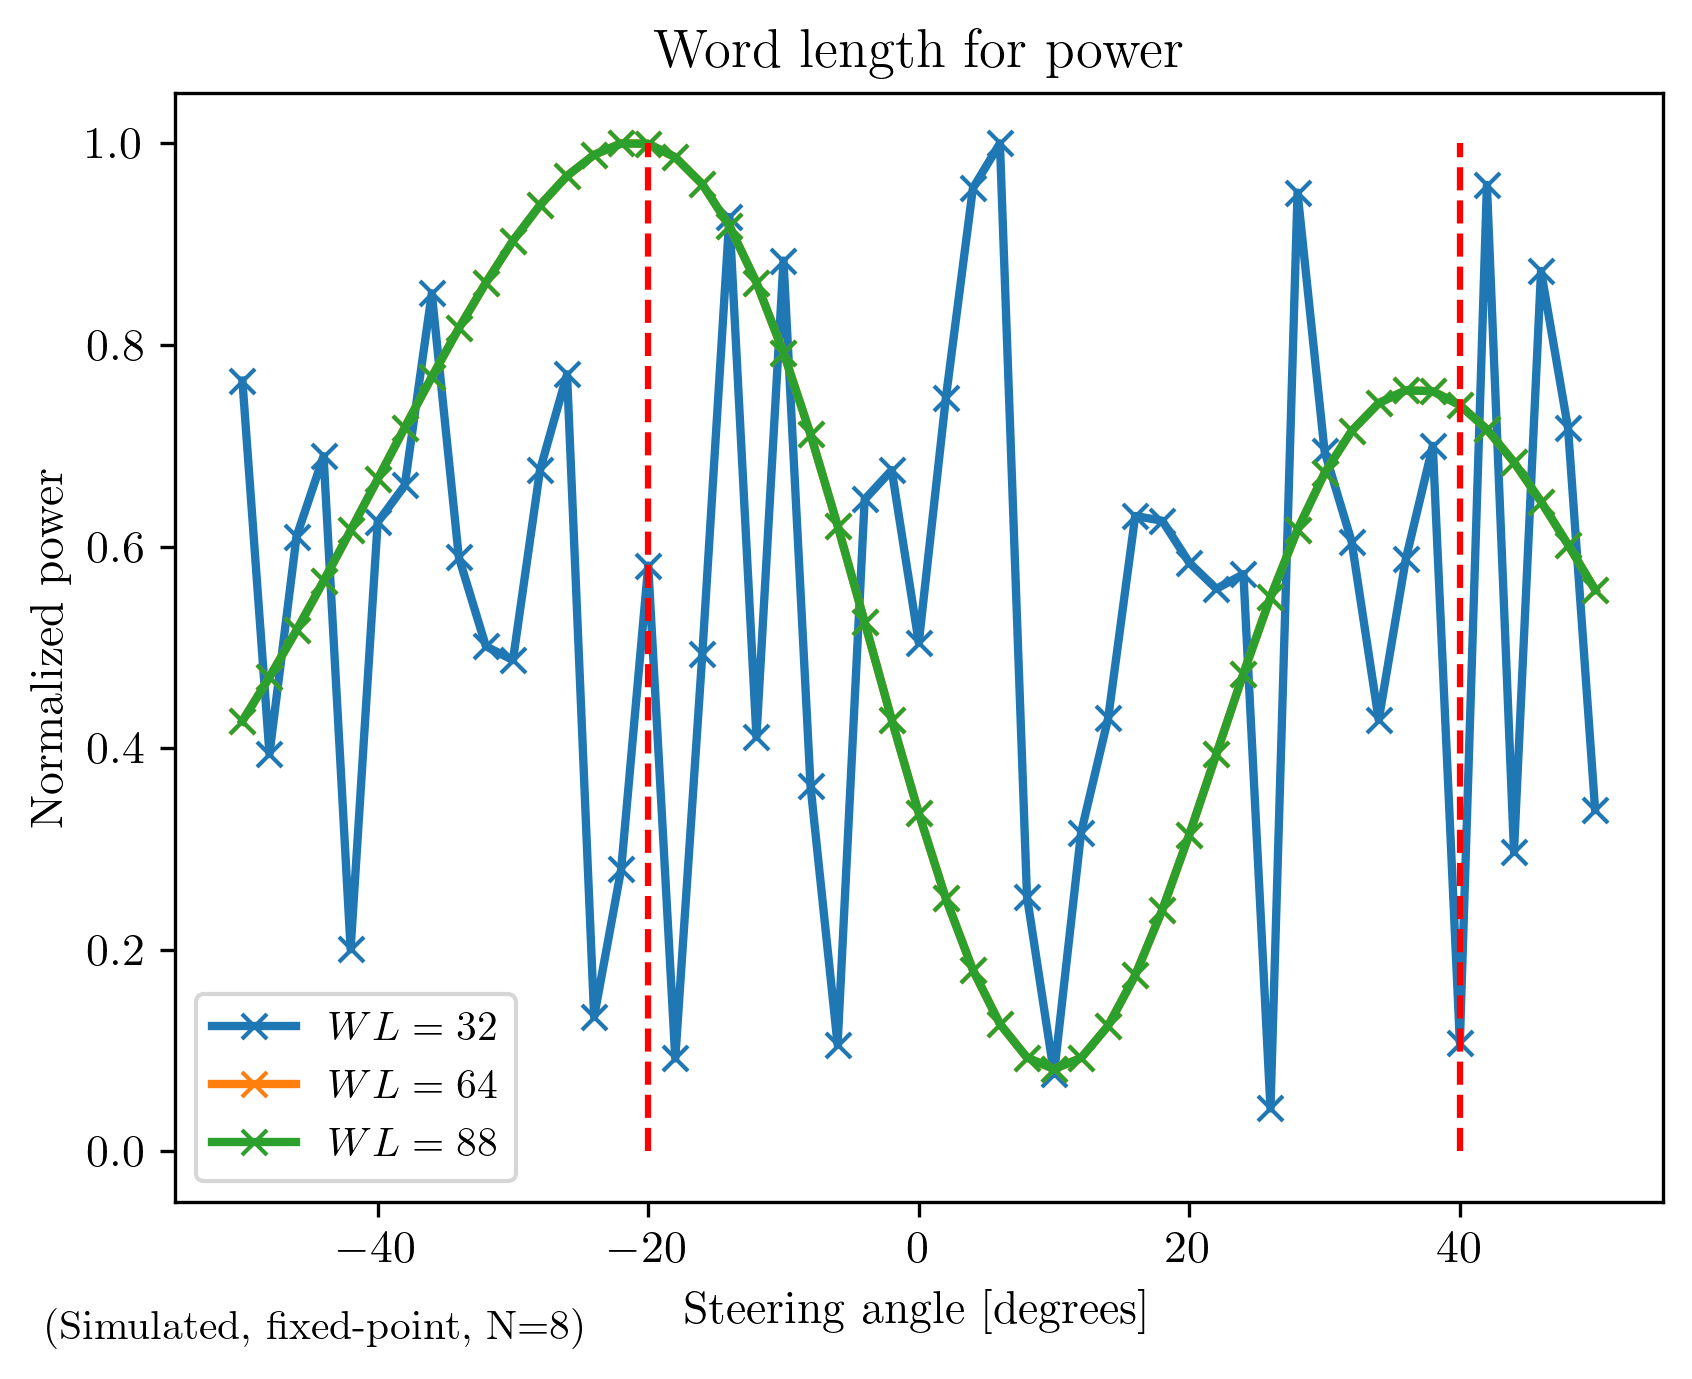 Word length for power
Normalized power
1.0
0.8
0.6
0.4
0.2
0.0
WL = 32
WL = 64
WL = 88
−40
−20
0
20
40
Steering angle [degrees]
(Simulated, fixed-point, N=8)